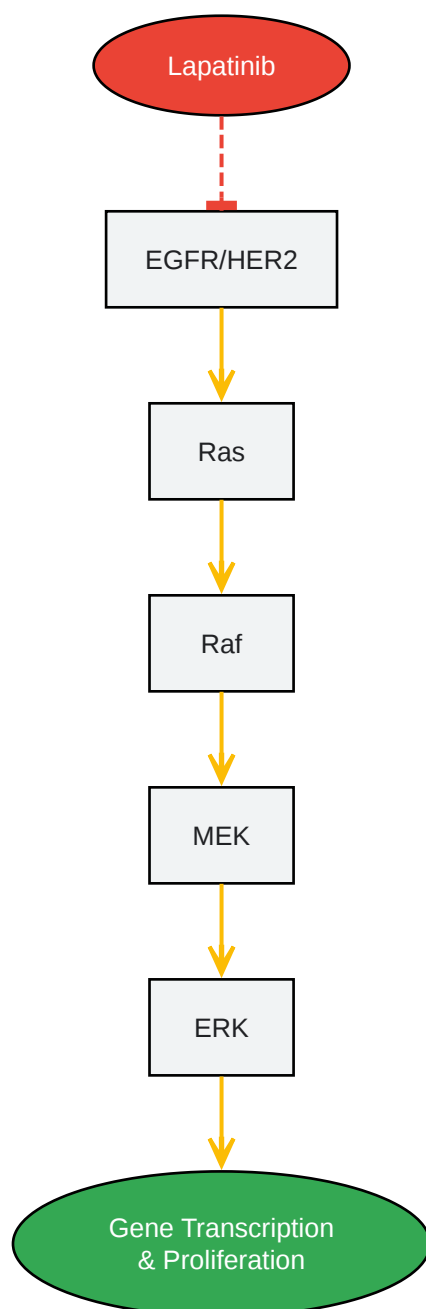 Lapatinib
EGFR/HER2
Ras
Raf
MEK
ERK
Gene Transcription
& Proliferation